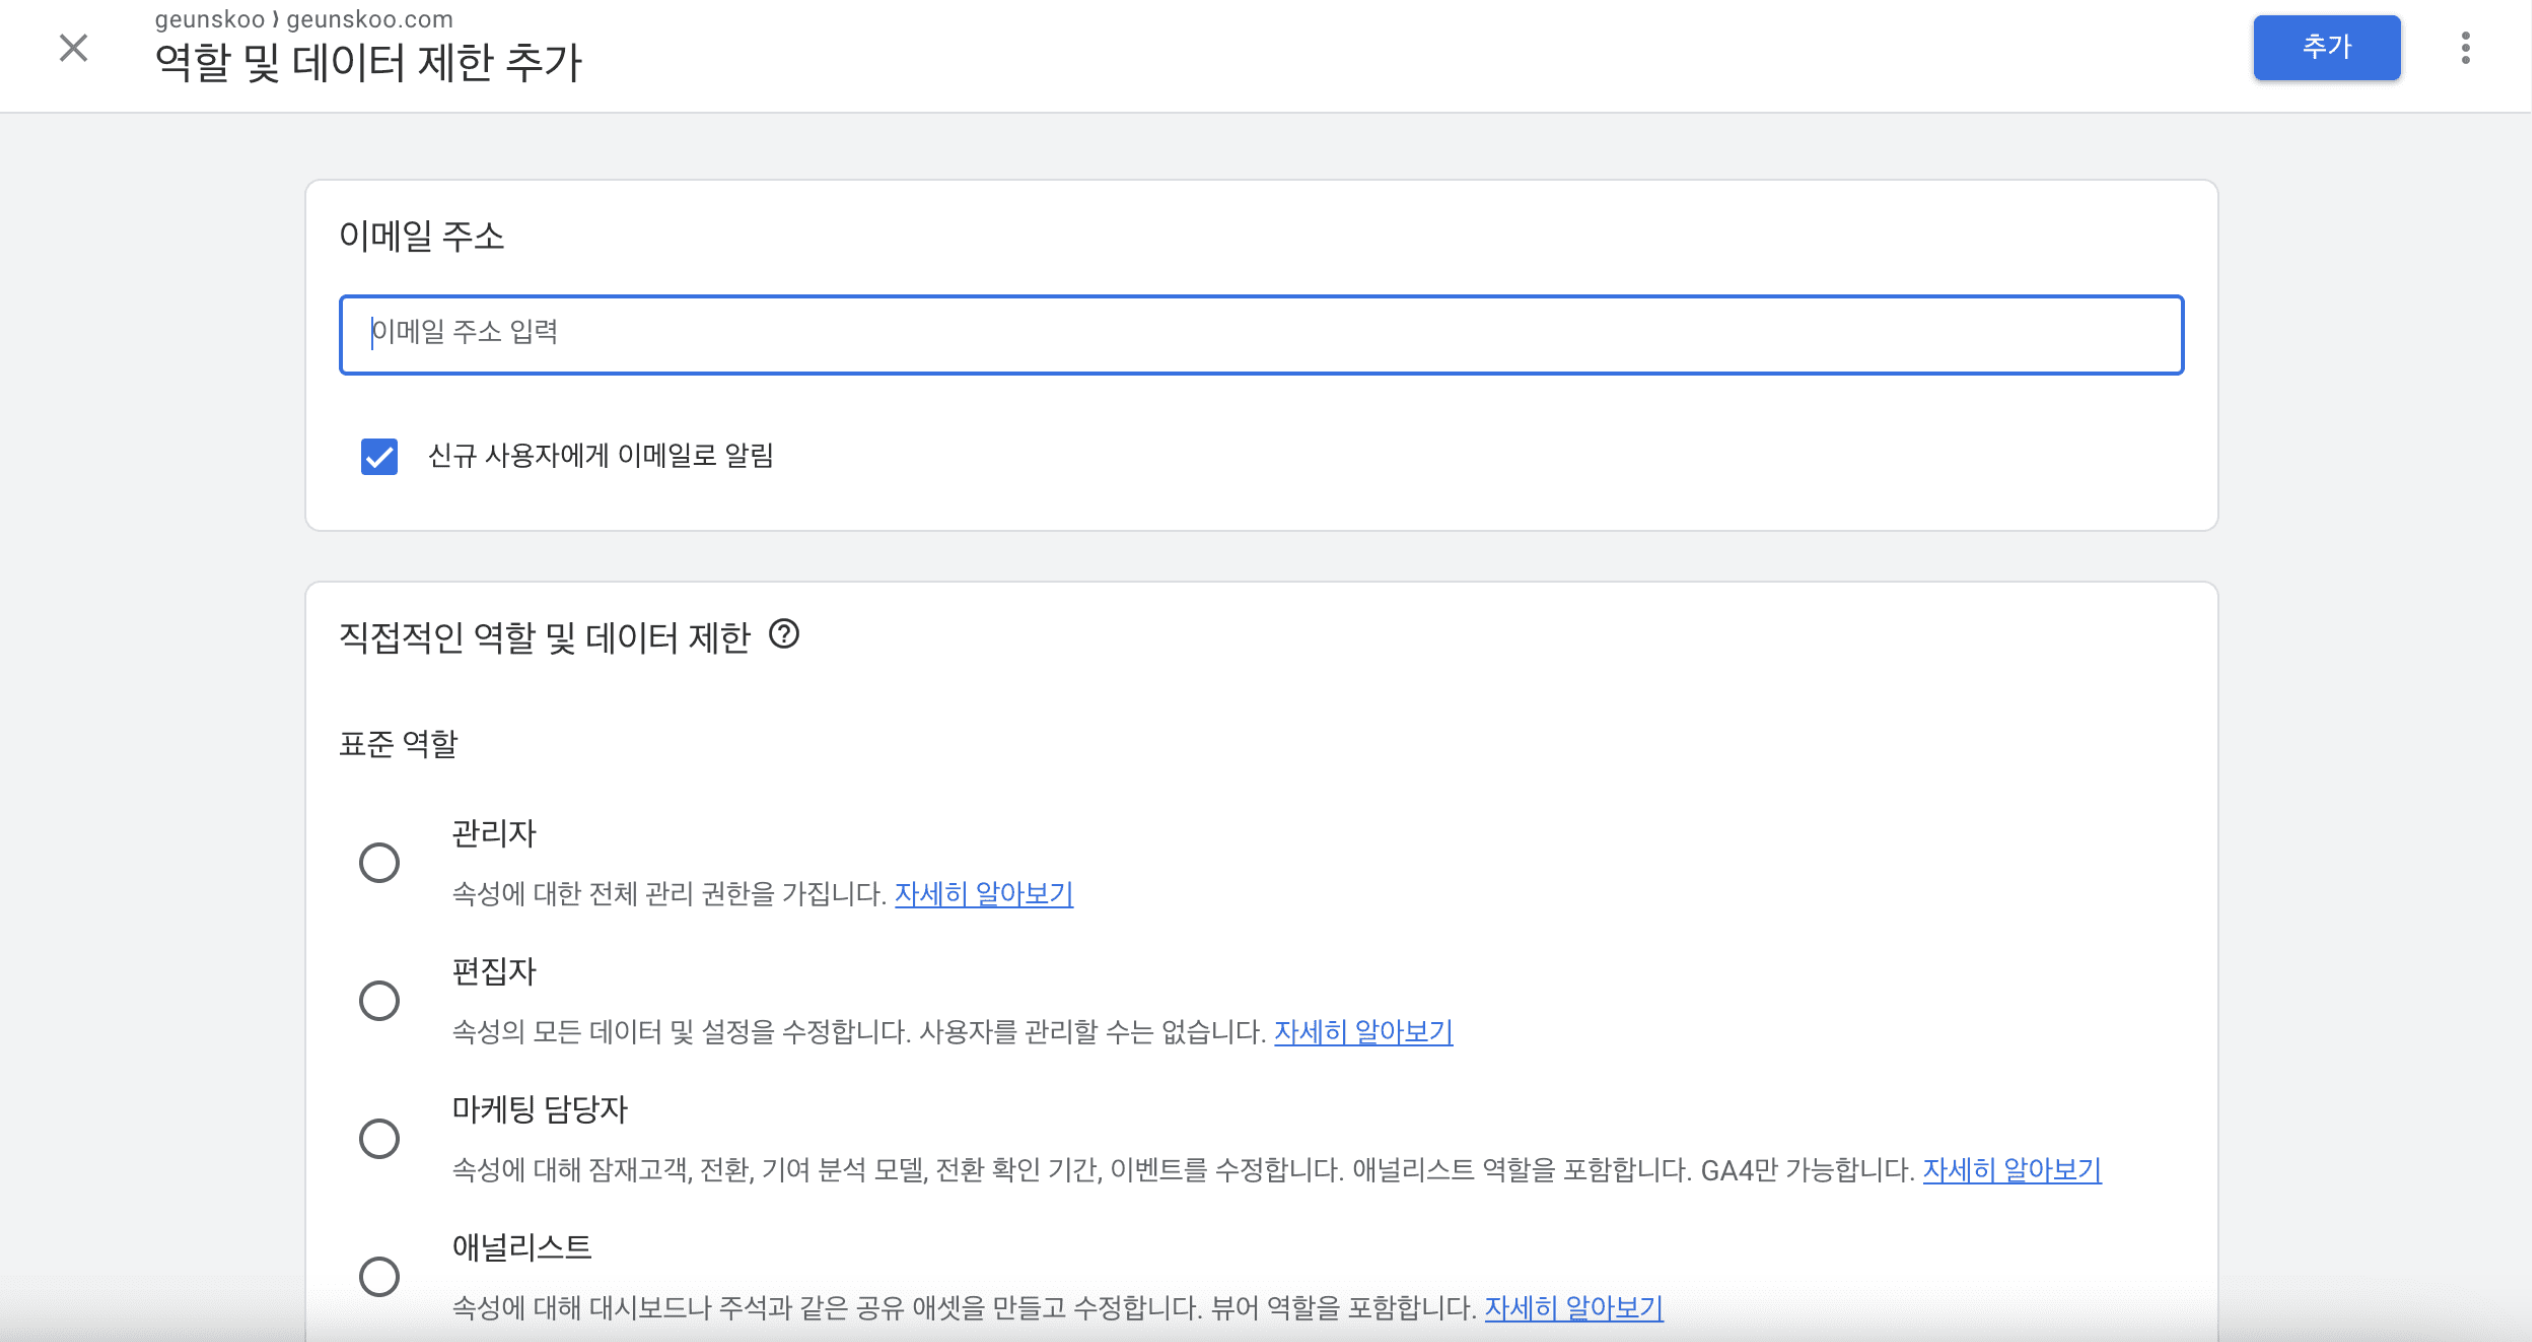 geunskoo > geunskoo.com
역할 및 데이터 제한 추가
추가
이메일 주소
이메일 주소 입력
신규 사용자에게 이메일로 알림
직접적인 역할 및 데이터 제한
표준 역할
관리자
속성에 대한 전체 관리 권한을 가집니다. 자세히 알아보기
편집자
속성의 모든 데이터 및 설정을 수정합니다. 사용자를 관리할 수는 없습니다. 자세히 알아보기
마케팅 담당자
속성에 대해 잠재고객, 전환, 기여 분석 모델, 전환 확인 기간, 이벤트를 수정합니다. 애널리스트 역할을 포함합니다. GA4만 가능합니다. 자세히 알아보기
애널리스트
속성에 대해 대시보드나 주석과 같은 공유 애셋을 만들고 수정합니다. 뷰어 역할을 포함합니다. 자세히 알아보기